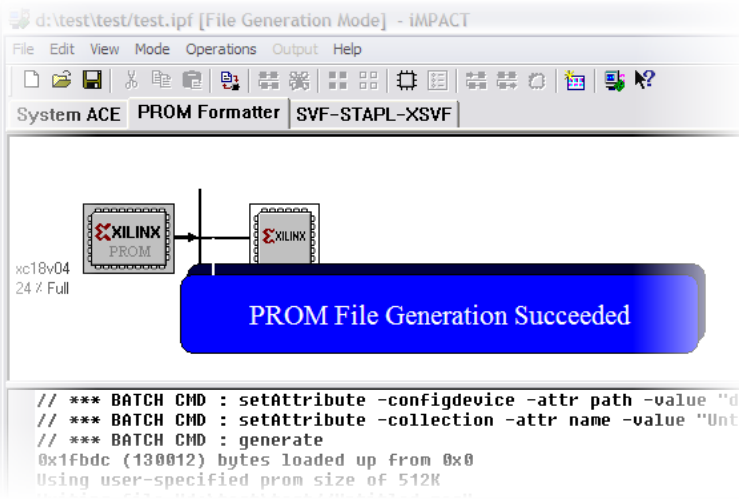 d:\test\test/test.ipf [File Generation Mode] - iMPACT
File Edit View Mode Operations Output Help
System ACE PROM Formatter SVF-STAPL-XSVF
XILINX
PROM
XILINX
xc18v04
24 % Full
PROM File Generation Succeeded
// *** BATCH CMD : setAttribute -configdevice -attr path -value "d
// *** BATCH CMD : setAttribute -collection -attr name -value "Unt
// *** BATCH CMD : generate
0x1fbdc (130012) bytes loaded up from 0x0
Using user-specified prom size of 512K